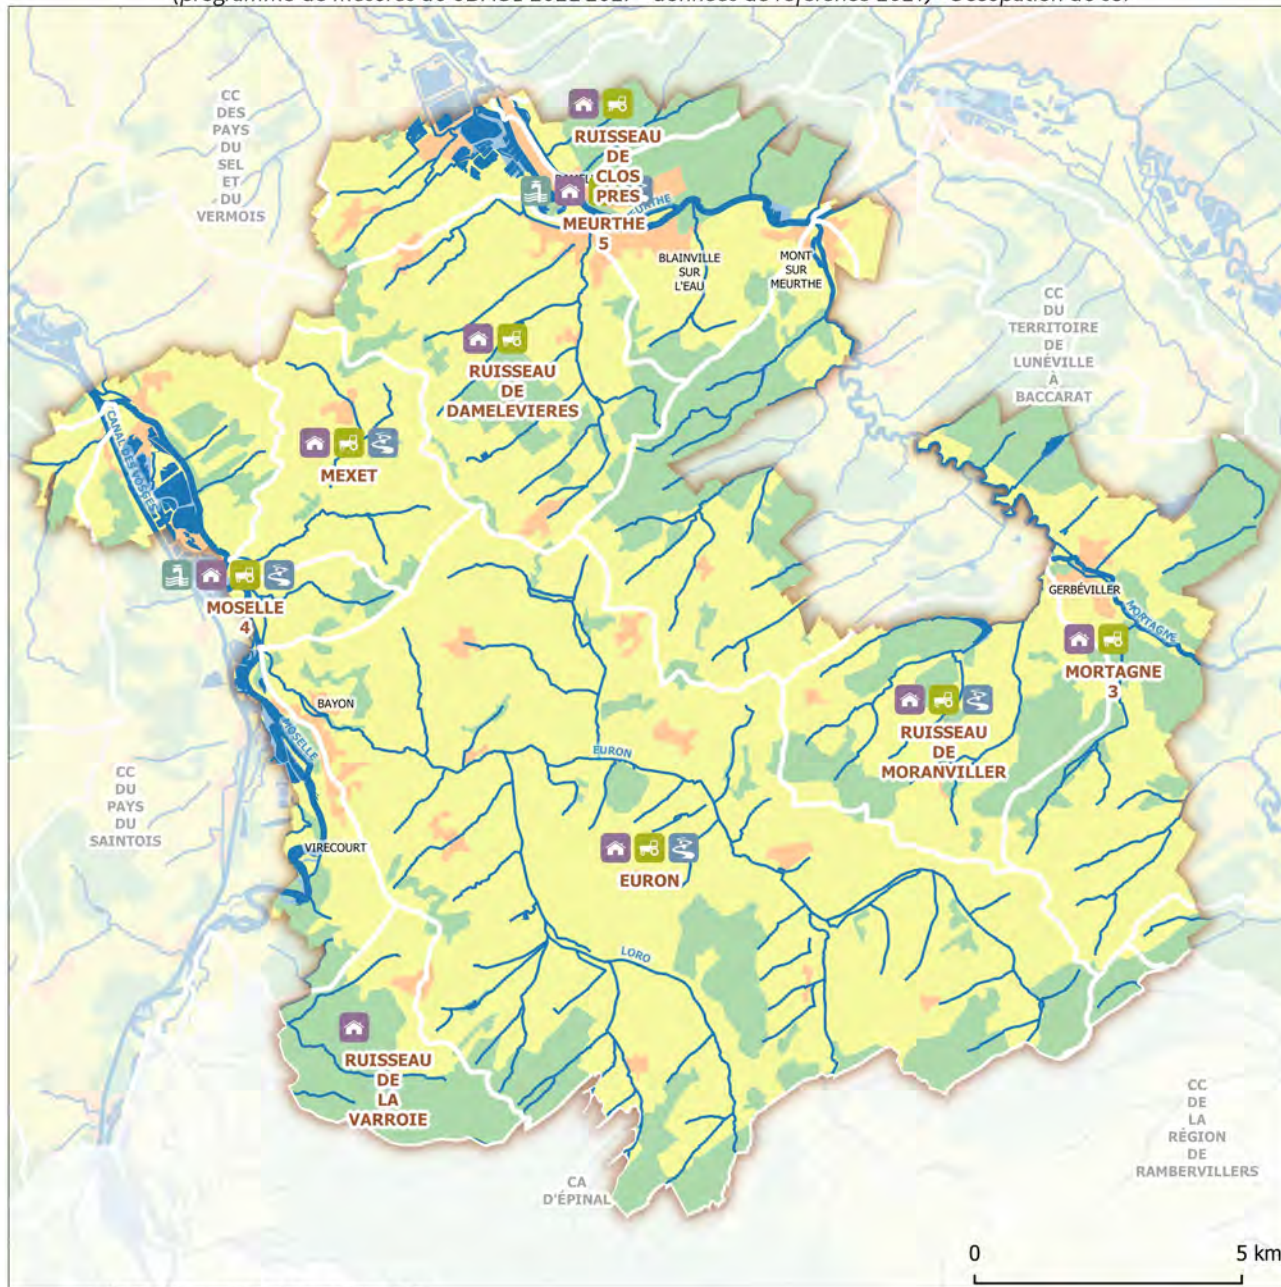 CC
DES
PAYS
DU
SEL
ET
DU
VERMOIS
RUISSEAU
DE
CLOS
PRES
MEURTHE
5
BLAINVILLE
SUR
L'EAU
MONT
SUR
MEURTHE
CC
DU
TERRITOIRE
DE
LUNÉVILLE
À
BACCARAT
RUISSEAU
DE
DAMELEVIERES
CANAL DES VOSGES
MEXET
MOSELLE
4
GERBÉVILLER
MORTAGNE
MORTAGNE
3
BAYON
MOSELLE
EURON
RUISSEAU
DE
MORANVILLER
CC
DU
PAYS
DU
SAINTOIS
VIRECOURT
EURON
LORO
RUISSEAU
DE
LA
VARROIE
CC
DE
LA
RÉGION
DE
RAMBERVILLERS
CA
D'ÉPINAL
0 5 km